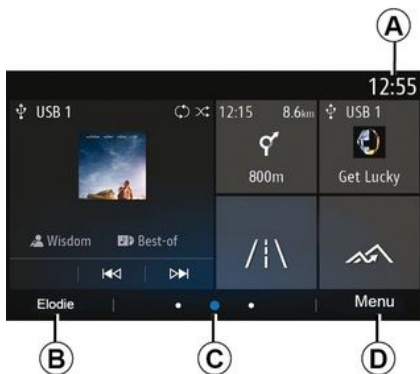 A
12:55
USB 1
12:15 8.6km
USB 1
800m
Get Lucky
Wisdom Best-of
Elodie
Menu
B
C
D